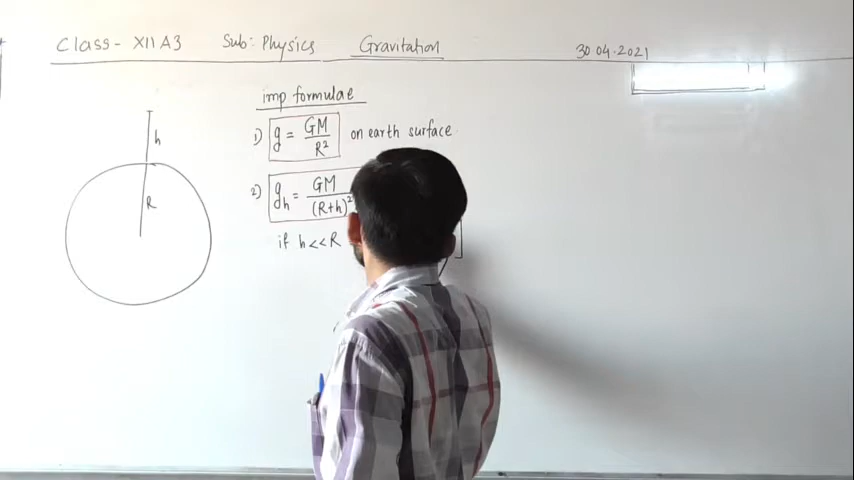 Class- XII A3 Sub: Physics Gravitation 30.04.2021
imp formulae
h
R
1) g = GM/R² on earth surface
2) gh = GM/(R+h)²
if h<<R